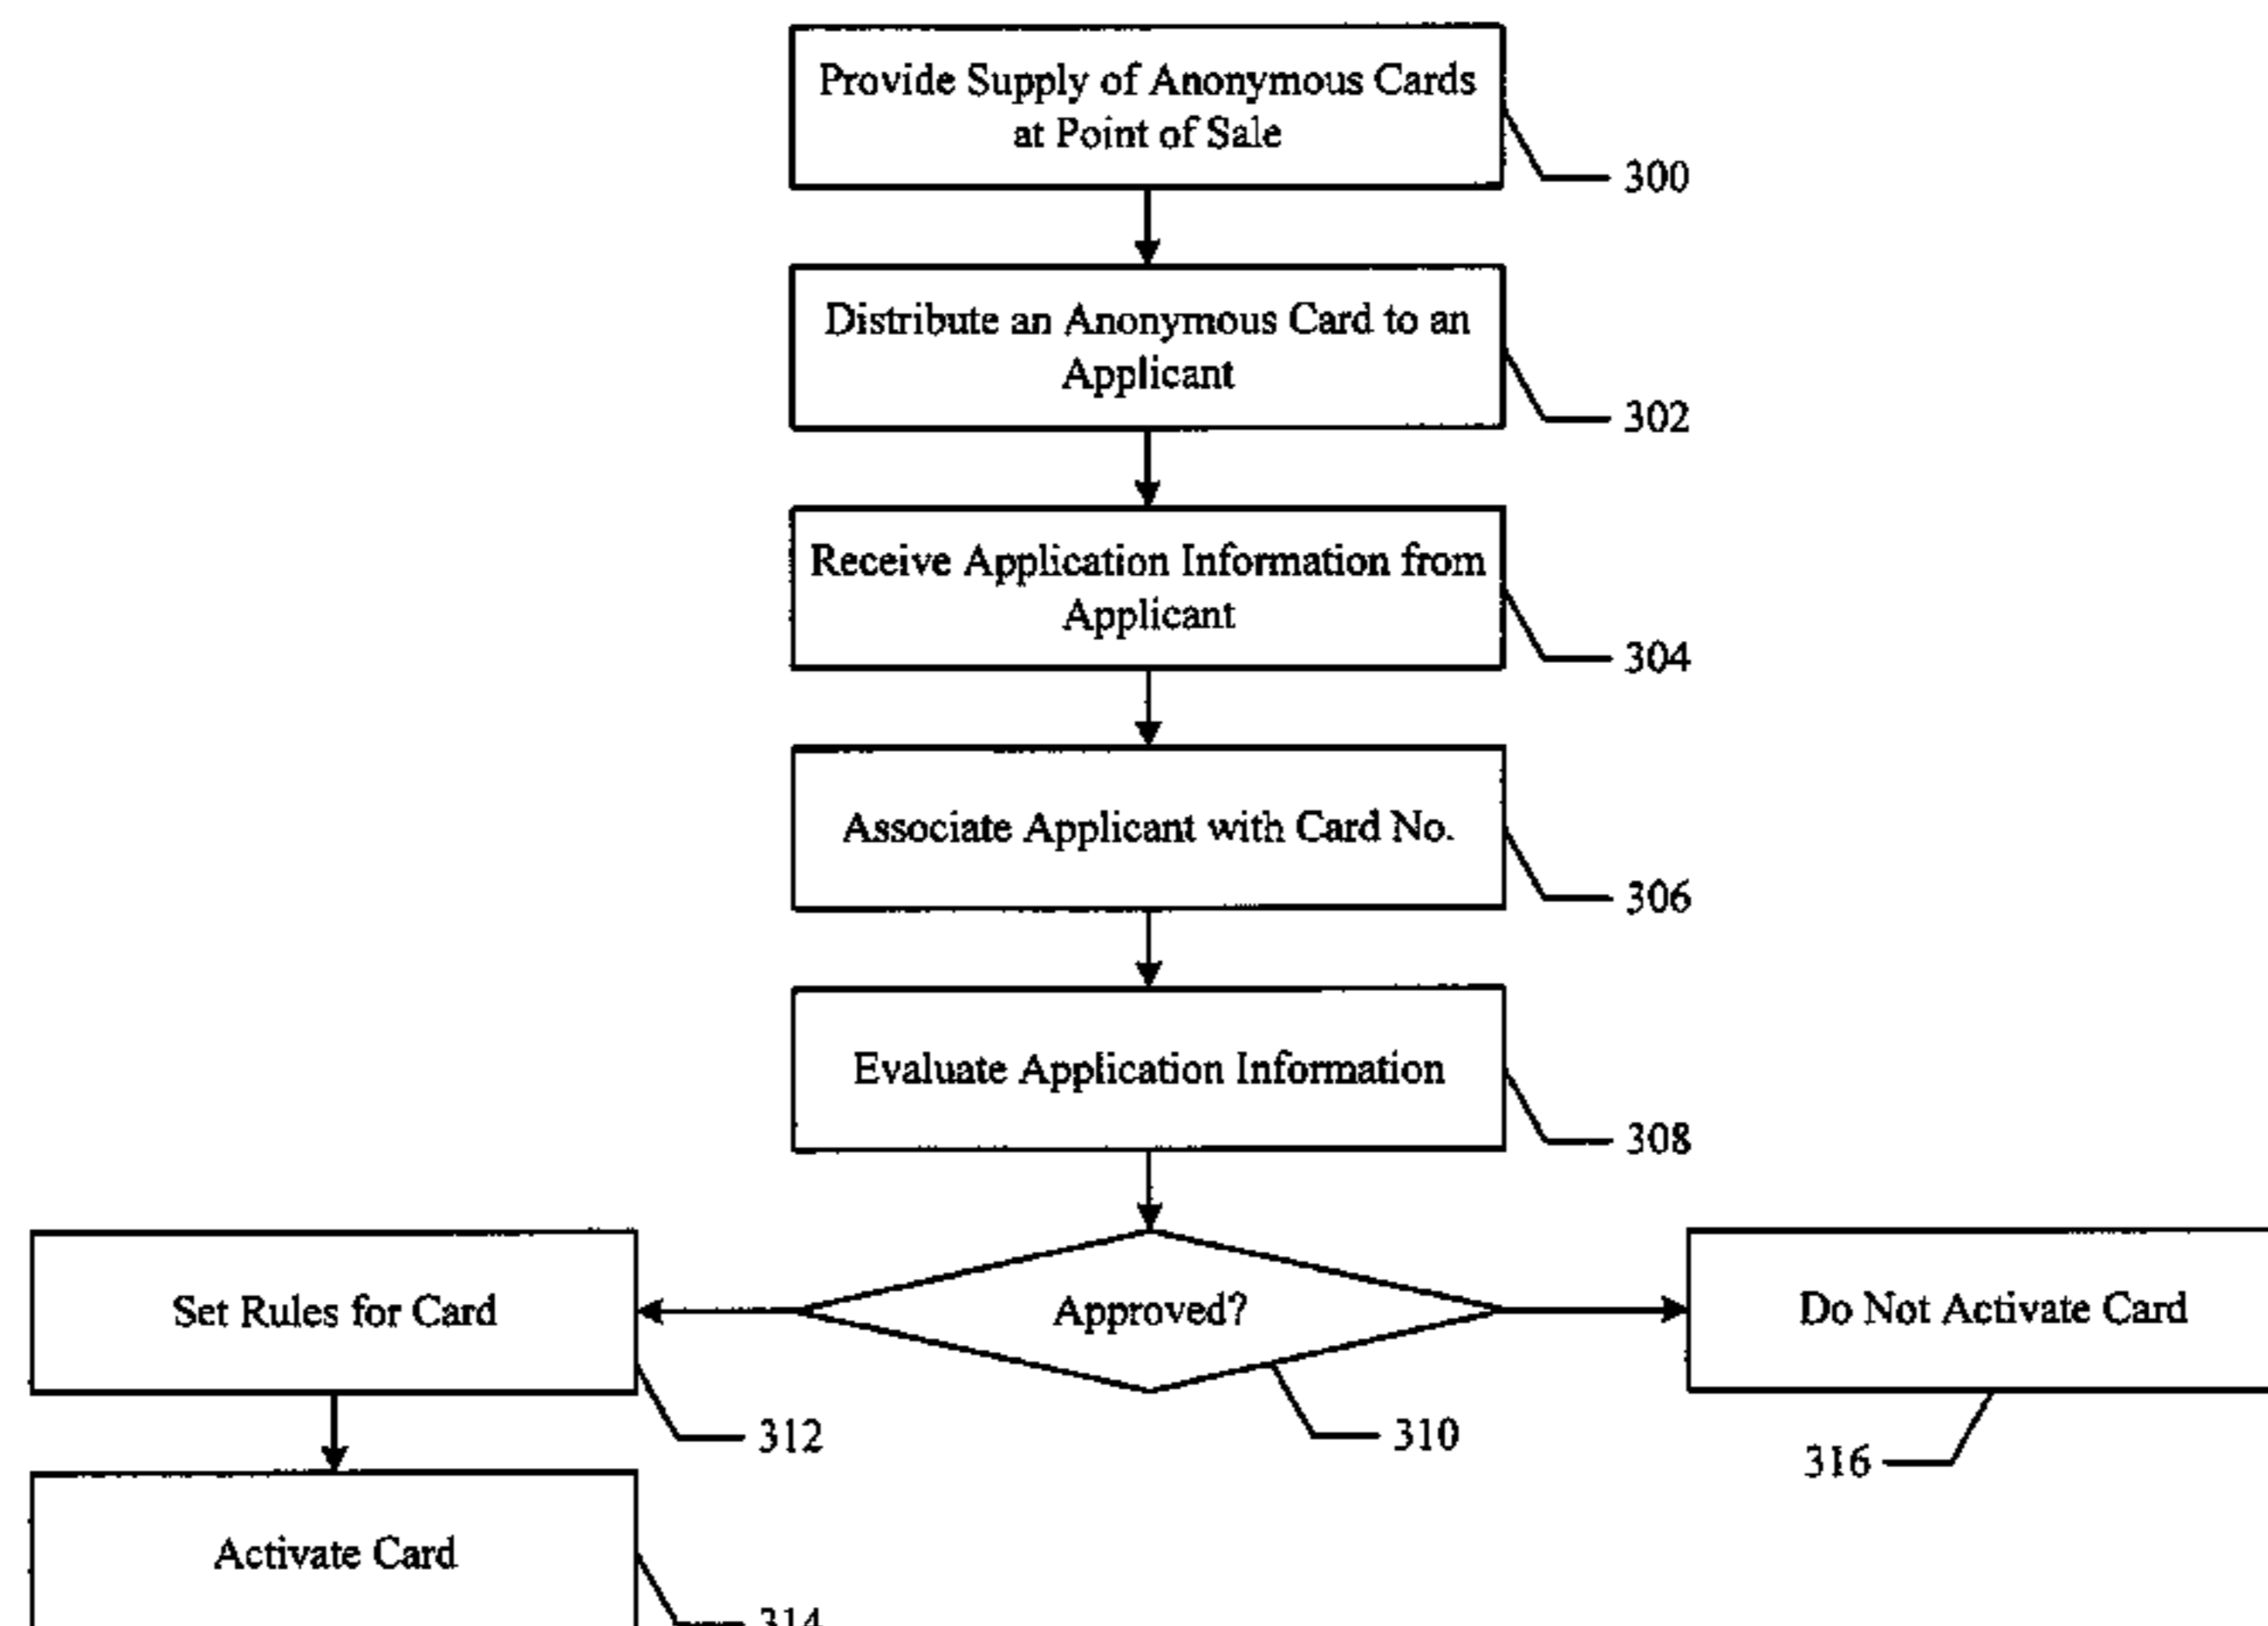 Provide Supply of Anonymous Cards
at Point of Sale
300
Distribute an Anonymous Card to an
Applicant
302
Receive Application Information from
Applicant
304
Associate Applicant with Card No.
306
Evaluate Application Information
308
Set Rules for Card
Approved?
Do Not Activate Card
312
310
316
Activate Card
314